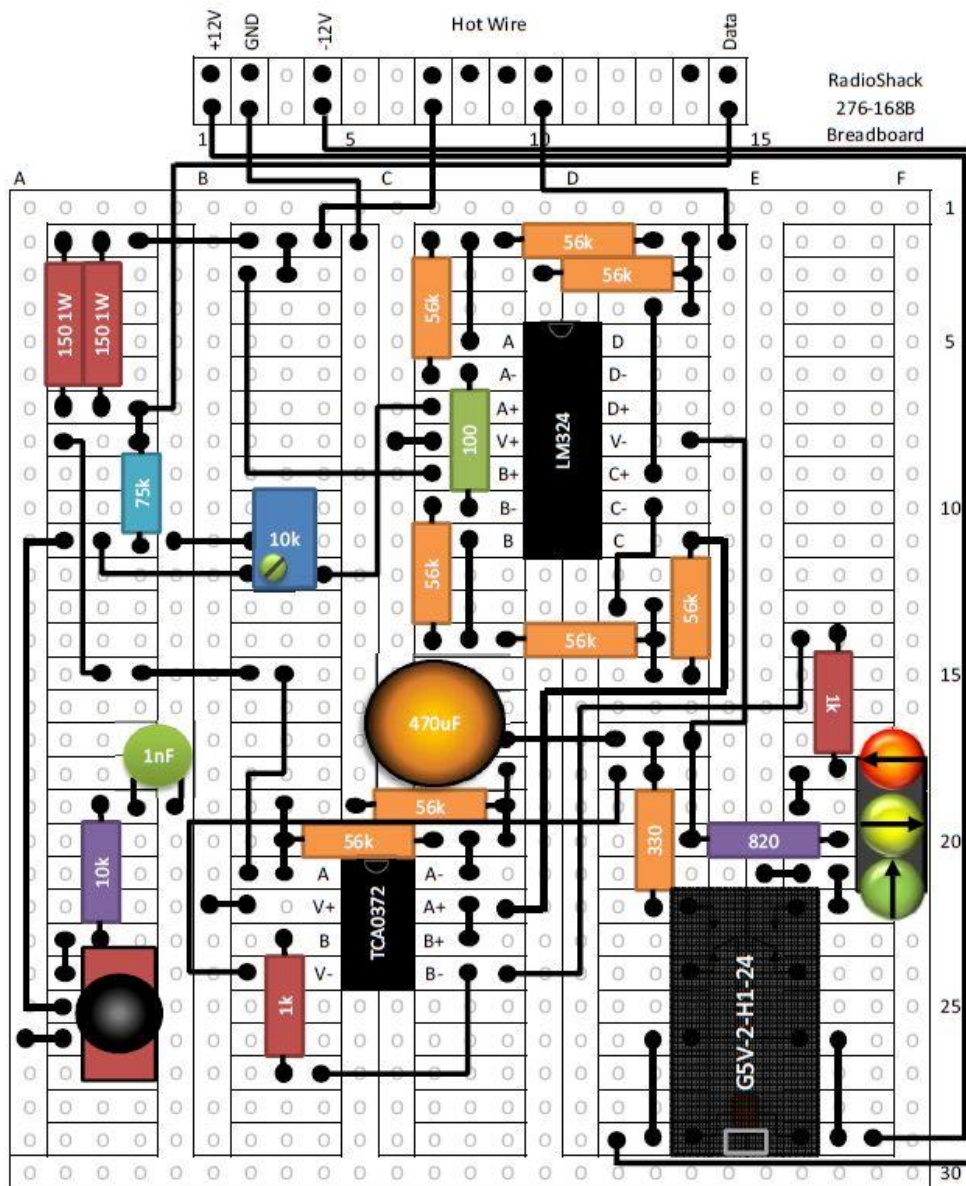 +12V GND -12V Hot Wire Data
RadioShack
276-168B
Breadboard
1 5 10 15
A B C D E F
1
56k
56k
150 1W 150 1W 56k
5
A D
A- D-
A+ D+
V+ 100 LM324 V-
B+ C+
75k
B- C- 10
10k B C
56k 56k
56k
15
1k
470uF
1nF
56k
56k 330 820 20
10k
A A-
V+ TCA0372 A+
B B+
V- B-
1k 25
G5V-2-H1-24
30